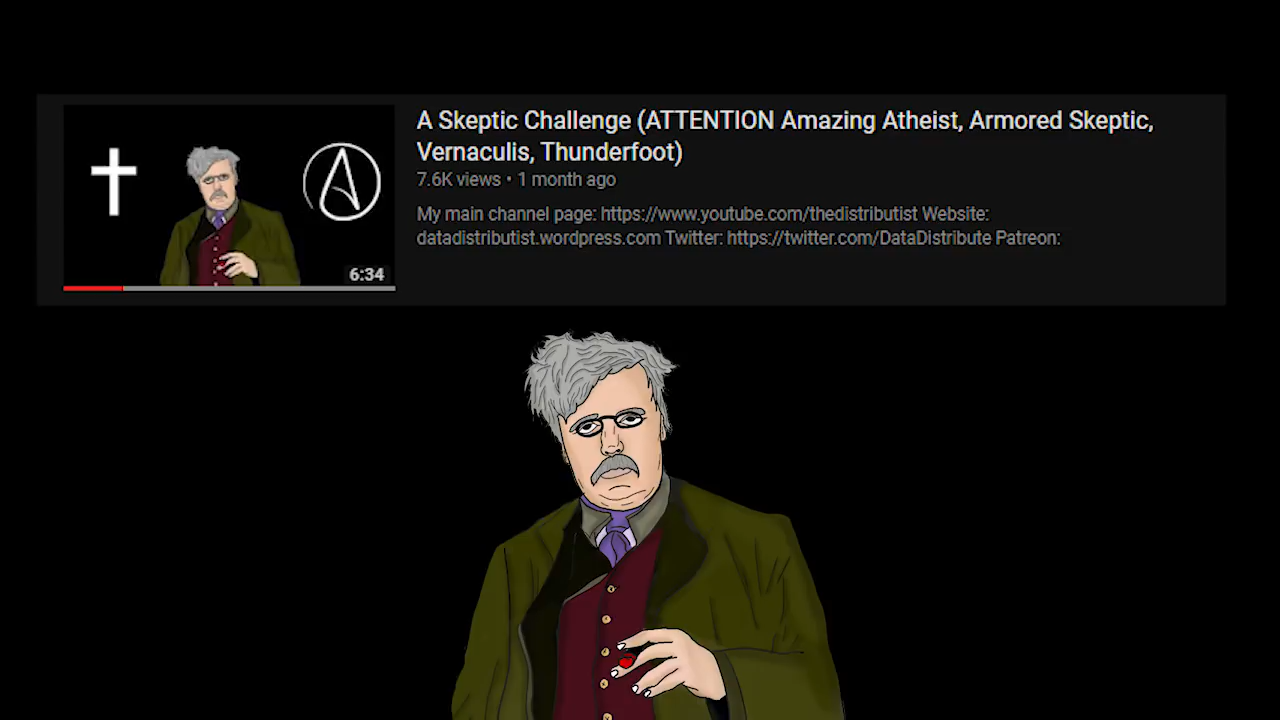 A Skeptic Challenge (ATTENTION Amazing Atheist, Armored Skeptic,
Vernaculis, Thunderfoot)
7.6K views • 1 month ago
My main channel page: https://www.youtube.com/thedistributist Website:
datadistributist.wordpress.com Twitter: https://twitter.com/DataDistribute Patreon:
6:34